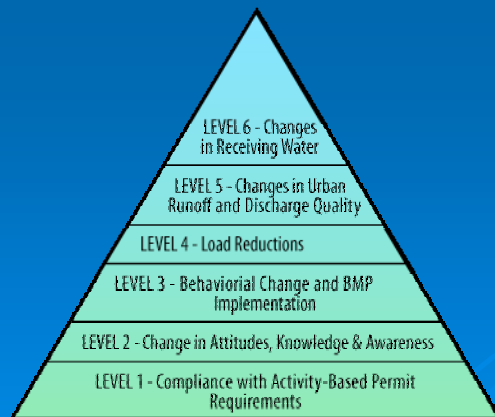 LEVEL 6 - Changes
in Receiving Water
LEVEL 5 - Changes in Urban
Runoff and Discharge Quality
LEVEL 4 - Load Reductions
LEVEL 3 - Behaviorial Change and BMP
Implementation
LEVEL 2 - Change in Attitudes, Knowledge & Awareness
LEVEL 1 - Compliance with Activity-Based Permit
Requirements